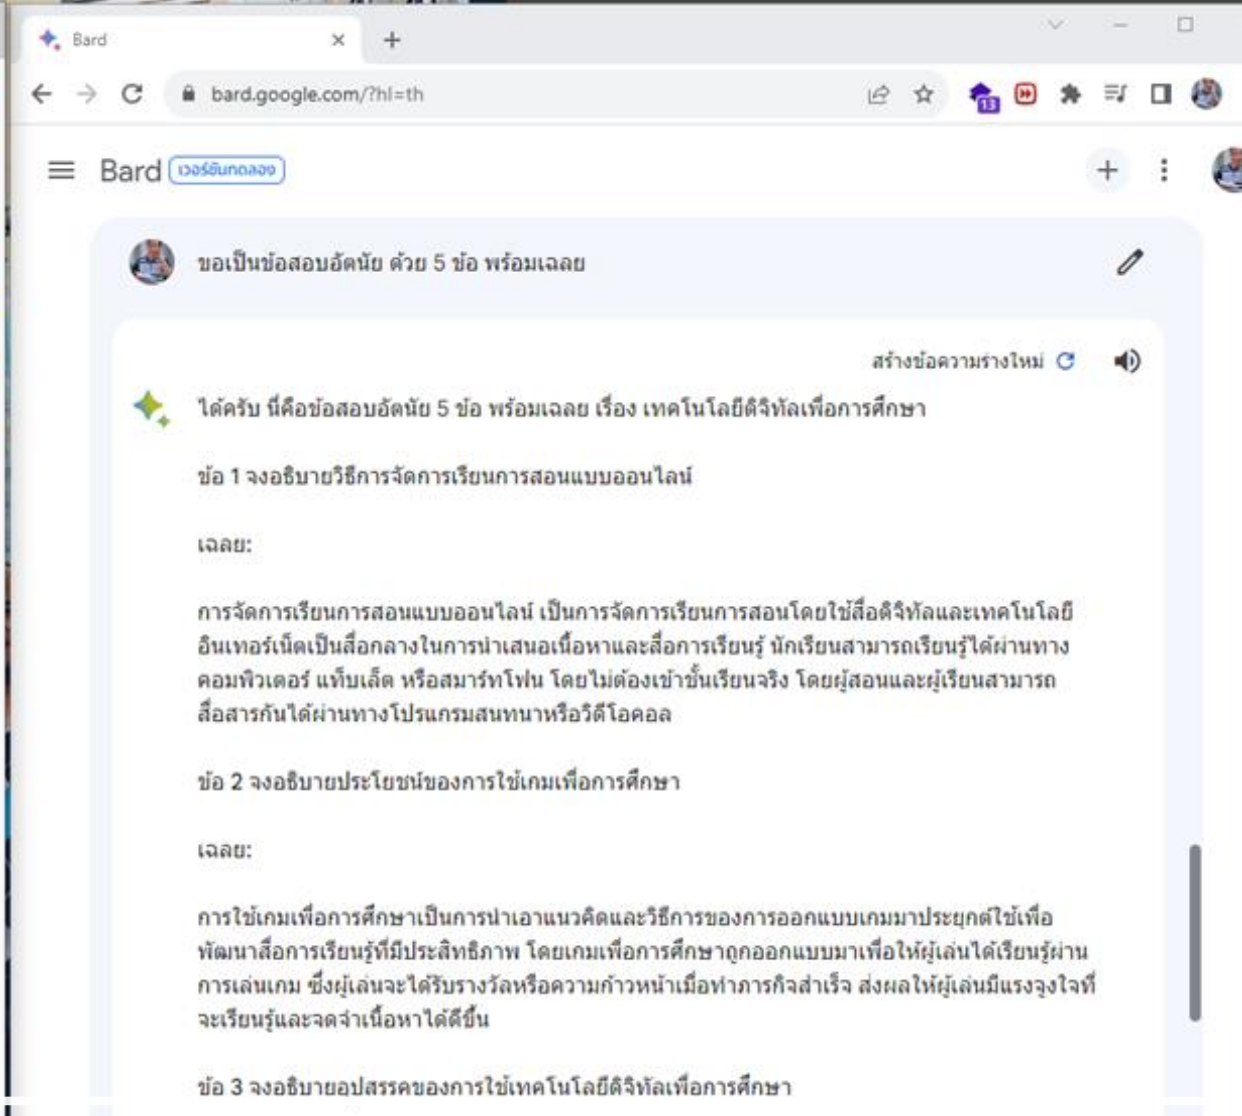 Bard
bard.google.com/?hl=th
13
Bard เวอร์ชันทดลอง
ขอเป็นข้อสอบอัตนัย ด้วย 5 ข้อ พร้อมเฉลย
สร้างข้อความร่างใหม่
ได้ครับ นี่คือข้อสอบอัตนัย 5 ข้อ พร้อมเฉลย เรื่อง เทคโนโลยีดิจิทัลเพื่อการศึกษา
ข้อ 1 จงอธิบายวิธีการจัดการเรียนการสอนแบบออนไลน์
เฉลย:
การจัดการเรียนการสอนแบบออนไลน์ เป็นการจัดการเรียนการสอนโดยใช้สื่อดิจิทัลและเทคโนโลยี
อินเทอร์เน็ตเป็นสื่อกลางในการนำเสนอเนื้อหาและสื่อการเรียนรู้ นักเรียนสามารถเรียนรู้ได้ผ่านทาง
คอมพิวเตอร์ แท็บเล็ต หรือสมาร์ทโฟน โดยไม่ต้องเข้าชั้นเรียนจริง โดยผู้สอนและผู้เรียนสามารถ
สื่อสารกันได้ผ่านทางโปรแกรมสนทนาหรือวิดีโอคอล
ข้อ 2 จงอธิบายประโยชน์ของการใช้เกมเพื่อการศึกษา
เฉลย:
การใช้เกมเพื่อการศึกษาเป็นการนำเอาแนวคิดและวิธีการของการออกแบบเกมมาประยุกต์ใช้เพื่อ
พัฒนาสื่อการเรียนรู้ที่มีประสิทธิภาพ โดยเกมเพื่อการศึกษาถูกออกแบบมาเพื่อให้ผู้เล่นได้เรียนรู้ผ่าน
การเล่นเกม ซึ่งผู้เล่นจะได้รับรางวัลหรือความก้าวหน้าเมื่อทำภารกิจสำเร็จ ส่งผลให้ผู้เล่นมีแรงจูงใจที่
จะเรียนรู้และจดจำเนื้อหาได้ดีขึ้น
ข้อ 3 จงอธิบายอุปสรรคของการใช้เทคโนโลยีดิจิทัลเพื่อการศึกษา